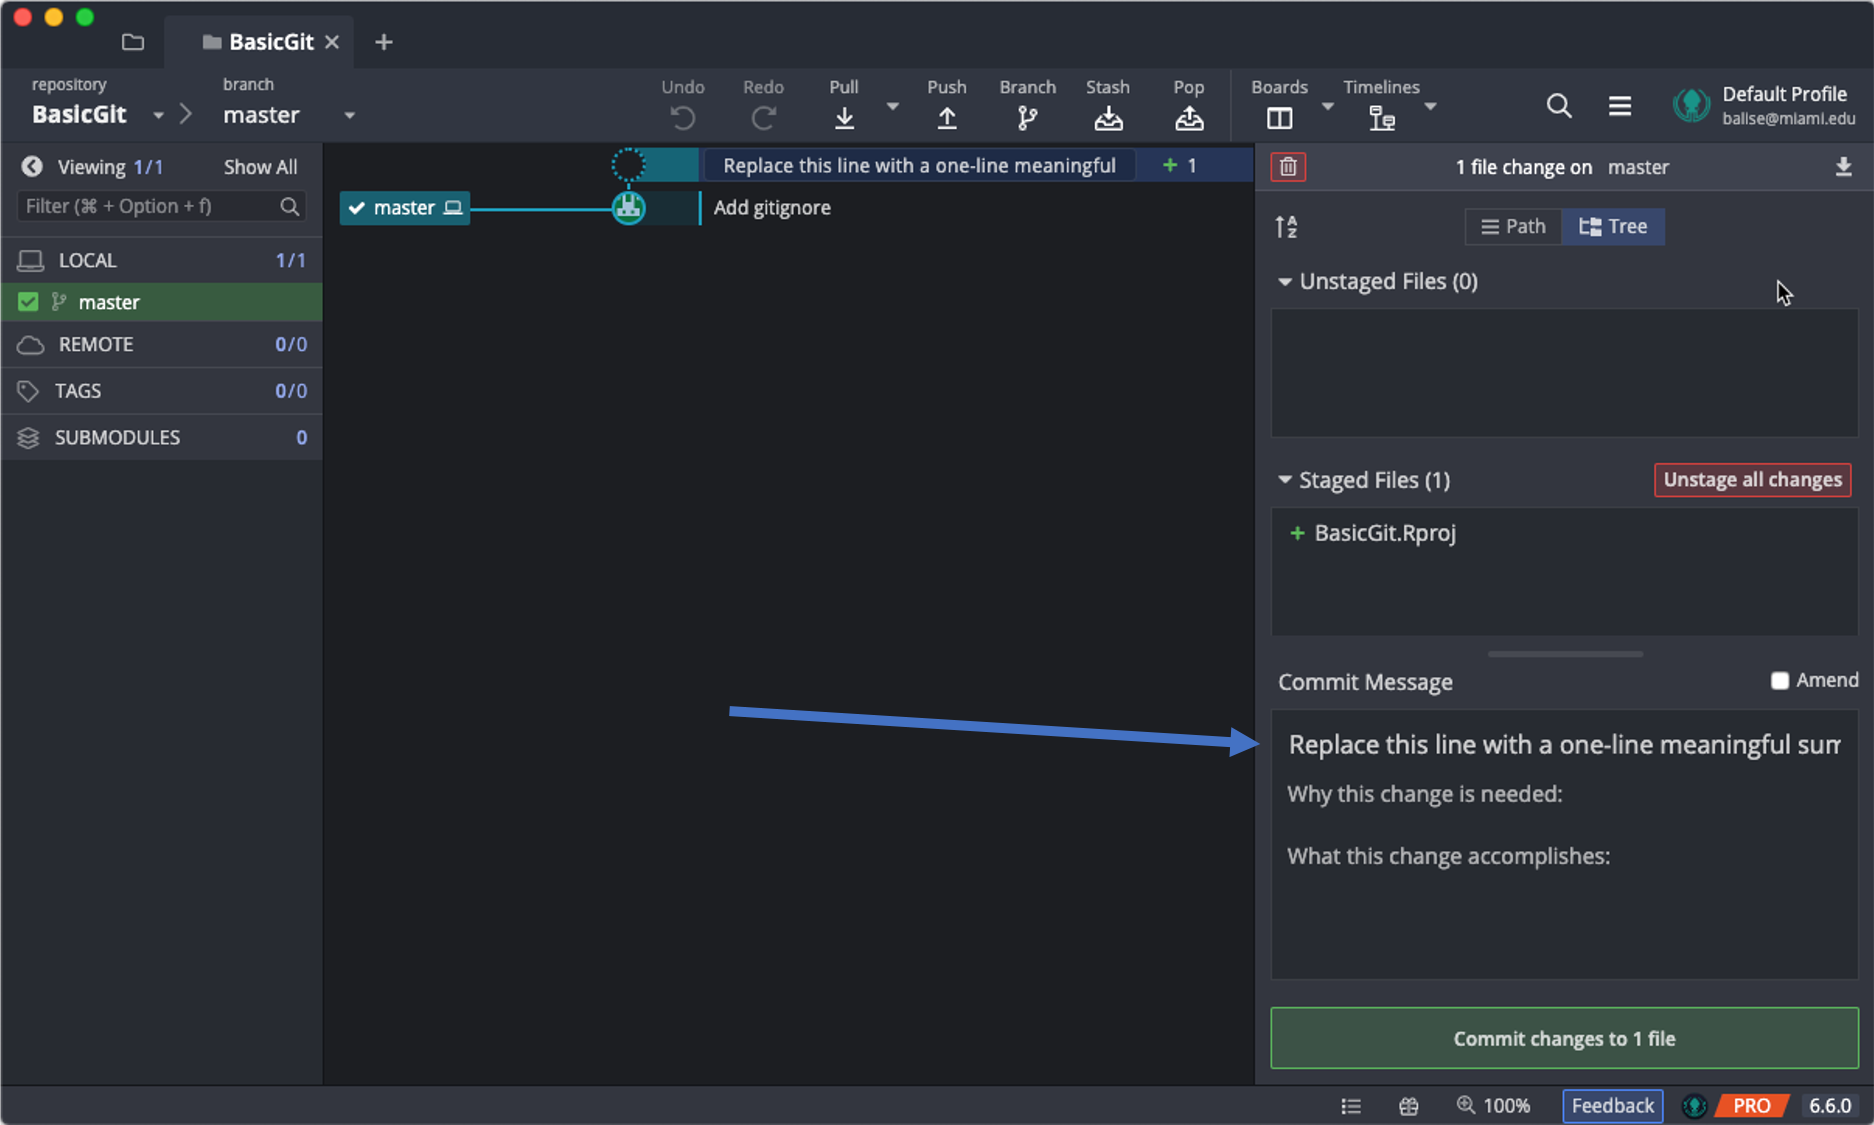 BasicGit
repository
BasicGit
branch
master
Undo
Redo
Pull
Push
Branch
Stash
Pop
Boards
Timelines
Default Profile
balise@miami.edu
Viewing 1/1
Show All
Filter (⌘ + Option + f)
LOCAL 1/1
master
REMOTE 0/0
TAGS 0/0
SUBMODULES 0
Replace this line with a one-line meaningful
+ 1
master
Add gitignore
1 file change on master
A
Z
Path
Tree
Unstaged Files (0)
Staged Files (1)
Unstage all changes
+ BasicGit.Rproj
Commit Message
Amend
Replace this line with a one-line meaningful sum
Why this change is needed:
What this change accomplishes:
Commit changes to 1 file
100%
Feedback
PRO
6.6.0